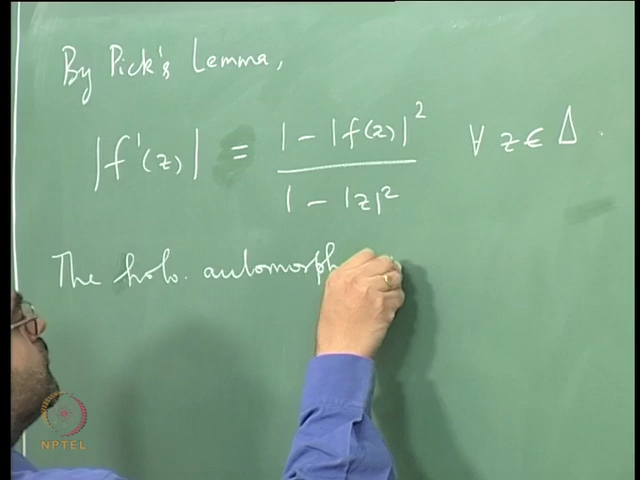 By Pick's Lemma,
|f'(z)| = 1 - |f(z)|² / 1 - |z|² ∀ z ∈ Δ.
The holo. automorph
NPTEL